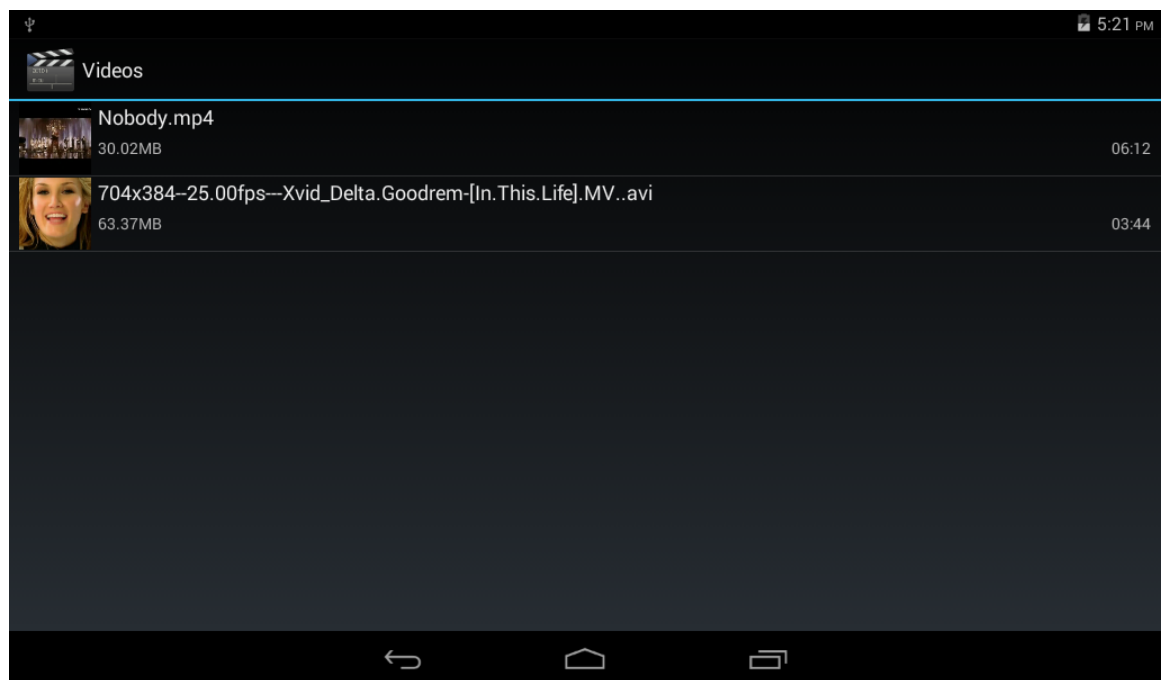 5:21 PM
Videos
Nobody.mp4
30.02MB
06:12
704x384--25.00fps---Xvid_Delta.Goodrem-[In.This.Life].MV..avi
63.37MB
03:44